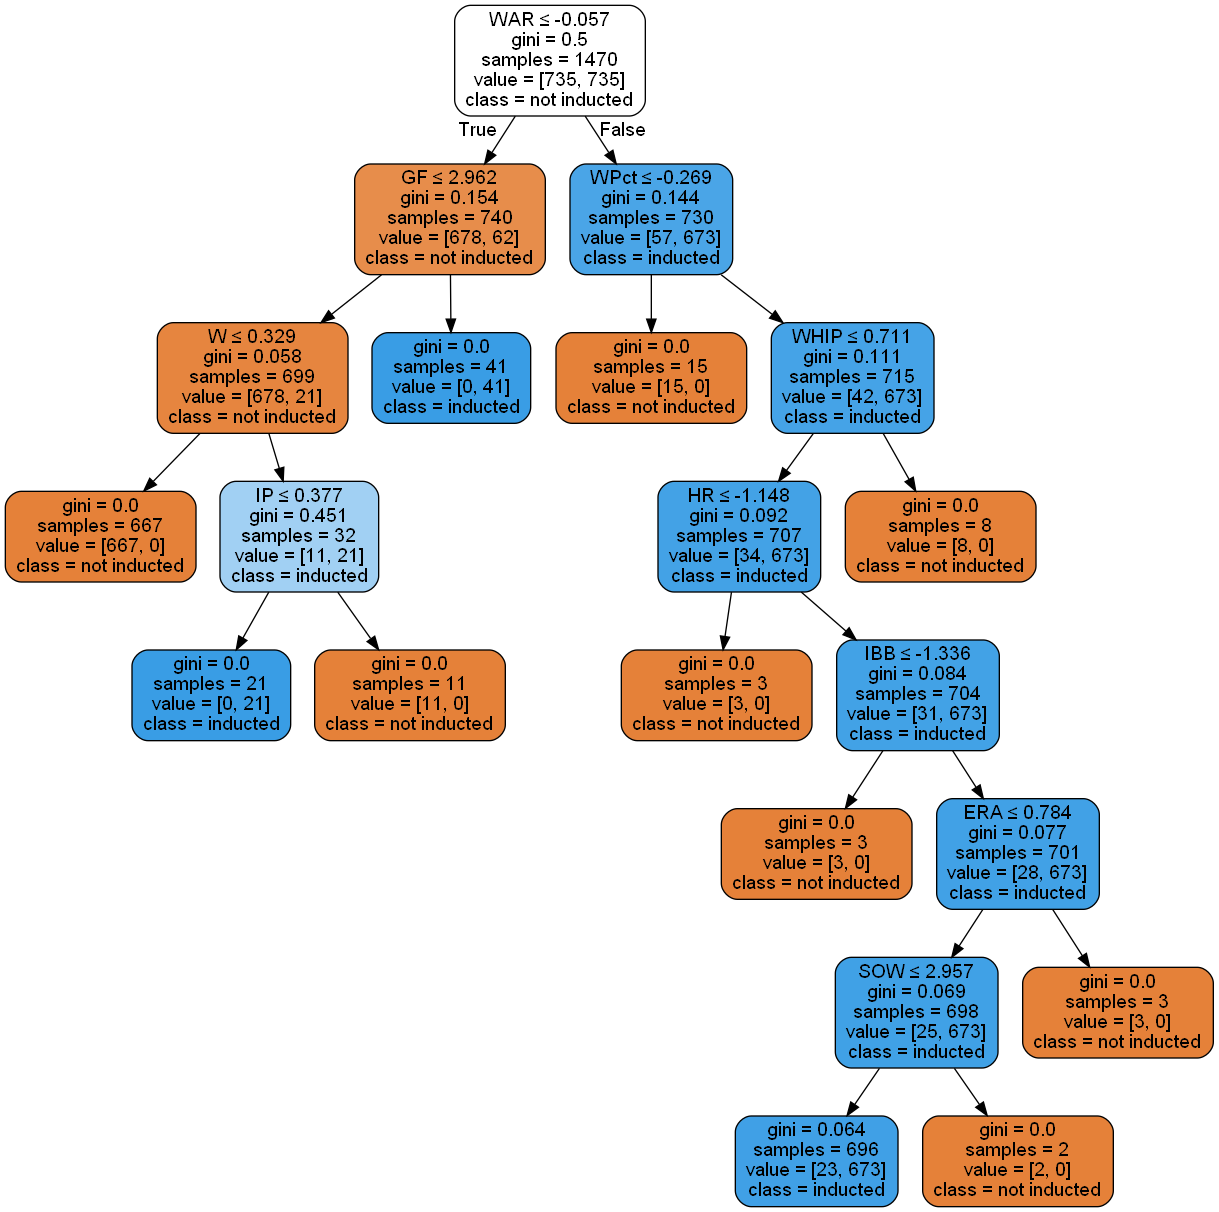 WAR ≤ -0.057
gini = 0.5
samples = 1470
value = [735, 735]
class = not inducted
True
False
GF ≤ 2.962
gini = 0.154
samples = 740
value = [678, 62]
class = not inducted
WPct ≤ -0.269
gini = 0.144
samples = 730
value = [57, 673]
class = inducted
W ≤ 0.329
gini = 0.058
samples = 699
value = [678, 21]
class = not inducted
gini = 0.0
samples = 41
value = [0, 41]
class = inducted
gini = 0.0
samples = 15
value = [15, 0]
class = not inducted
WHIP ≤ 0.711
gini = 0.111
samples = 715
value = [42, 673]
class = inducted
gini = 0.0
samples = 667
value = [667, 0]
class = not inducted
IP ≤ 0.377
gini = 0.451
samples = 32
value = [11, 21]
class = inducted
HR ≤ -1.148
gini = 0.092
samples = 707
value = [34, 673]
class = inducted
gini = 0.0
samples = 8
value = [8, 0]
class = not inducted
gini = 0.0
samples = 21
value = [0, 21]
class = inducted
gini = 0.0
samples = 11
value = [11, 0]
class = not inducted
gini = 0.0
samples = 3
value = [3, 0]
class = not inducted
IBB ≤ -1.336
gini = 0.084
samples = 704
value = [31, 673]
class = inducted
gini = 0.0
samples = 3
value = [3, 0]
class = not inducted
ERA ≤ 0.784
gini = 0.077
samples = 701
value = [28, 673]
class = inducted
SOW ≤ 2.957
gini = 0.069
samples = 698
value = [25, 673]
class = inducted
gini = 0.0
samples = 3
value = [3, 0]
class = not inducted
gini = 0.064
samples = 696
value = [23, 673]
class = inducted
gini = 0.0
samples = 2
value = [2, 0]
class = not inducted